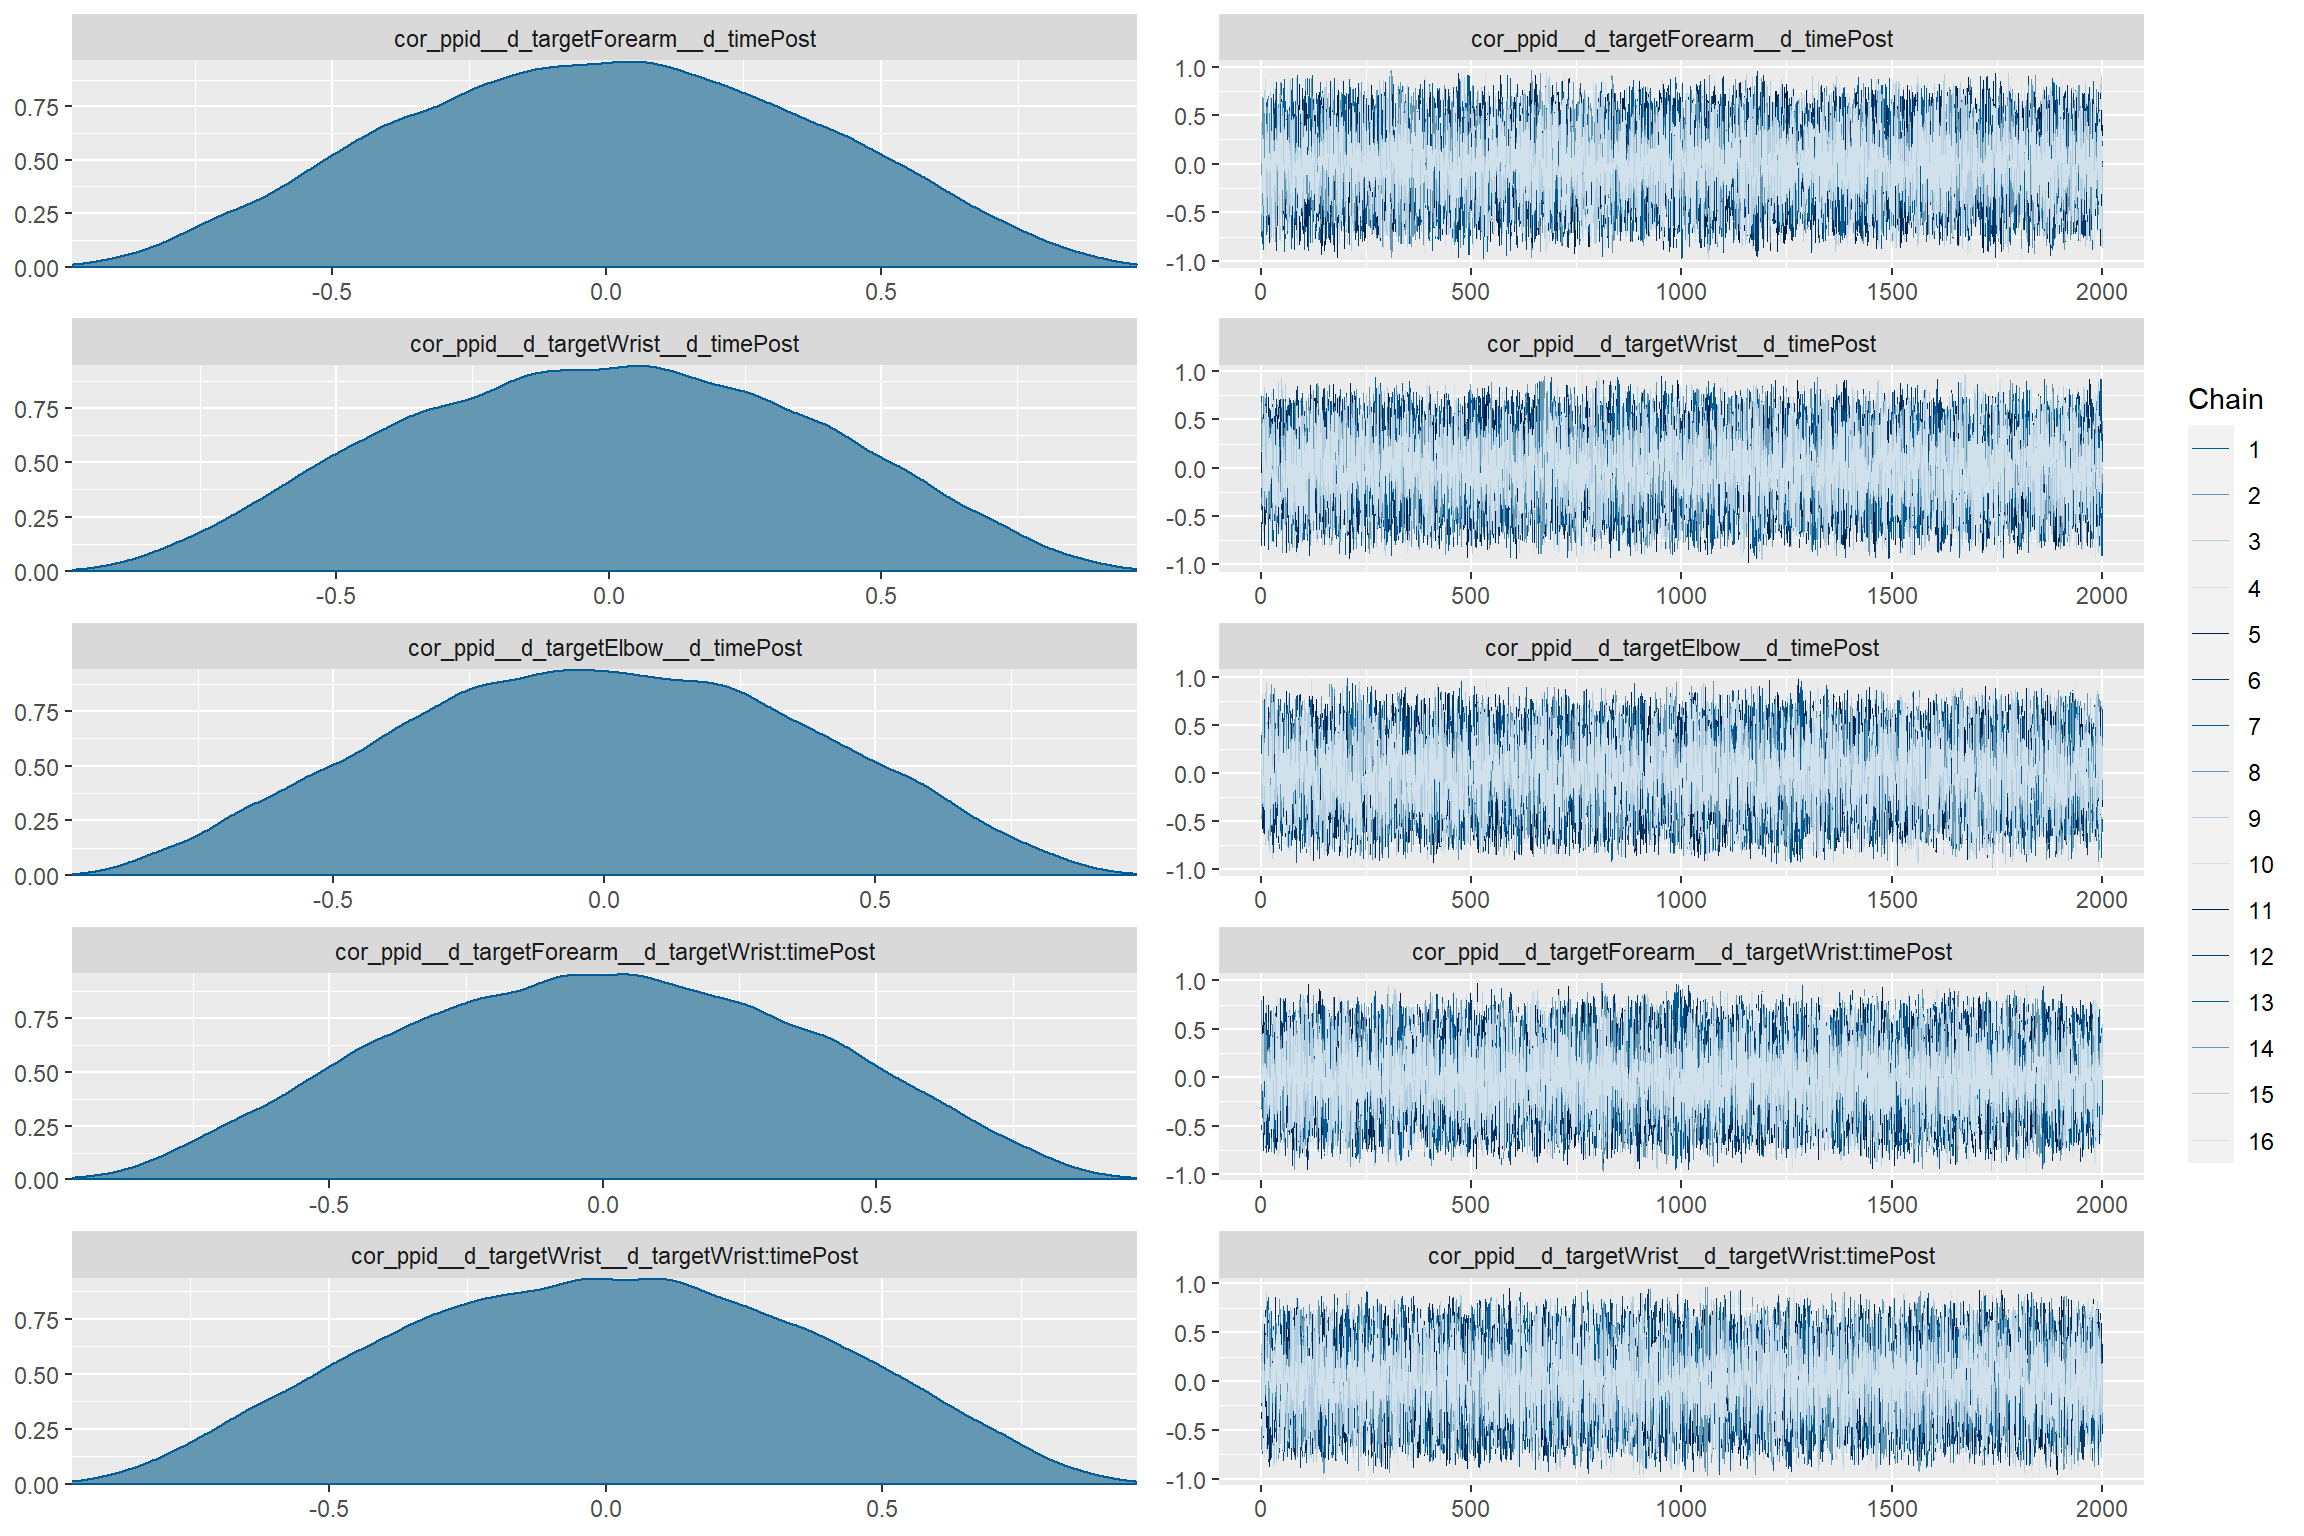 cor_ppid__d_targetForearm__d_timePost
0.75
0.50
0.25
0.00
-0.5 0.0 0.5
cor_ppid__d_targetForearm__d_timePost
1.0
0.5
0.0
-0.5
-1.0
0 500 1000 1500 2000
cor_ppid__d_targetWrist__d_timePost
0.75
0.50
0.25
0.00
-0.5 0.0 0.5
cor_ppid__d_targetWrist__d_timePost
1.0
0.5
0.0
-0.5
-1.0
0 500 1000 1500 2000
cor_ppid__d_targetElbow__d_timePost
0.75
0.50
0.25
0.00
-0.5 0.0 0.5
cor_ppid__d_targetElbow__d_timePost
1.0
0.5
0.0
-0.5
-1.0
0 500 1000 1500 2000
cor_ppid__d_targetForearm__d_targetWrist:timePost
0.75
0.50
0.25
0.00
-0.5 0.0 0.5
cor_ppid__d_targetForearm__d_targetWrist:timePost
1.0
0.5
0.0
-0.5
-1.0
0 500 1000 1500 2000
cor_ppid__d_targetWrist__d_targetWrist:timePost
0.75
0.50
0.25
0.00
-0.5 0.0 0.5
cor_ppid__d_targetWrist__d_targetWrist:timePost
1.0
0.5
0.0
-0.5
-1.0
0 500 1000 1500 2000
Chain
1
2
3
4
5
6
7
8
9
10
11
12
13
14
15
16